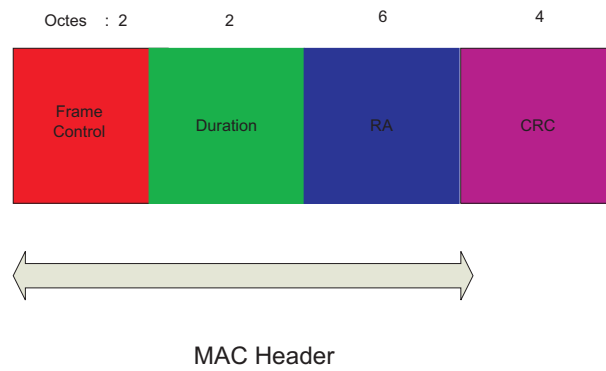 Octes : 2 2 6 4
Frame
Control
Duration
RA
CRC
MAC Header